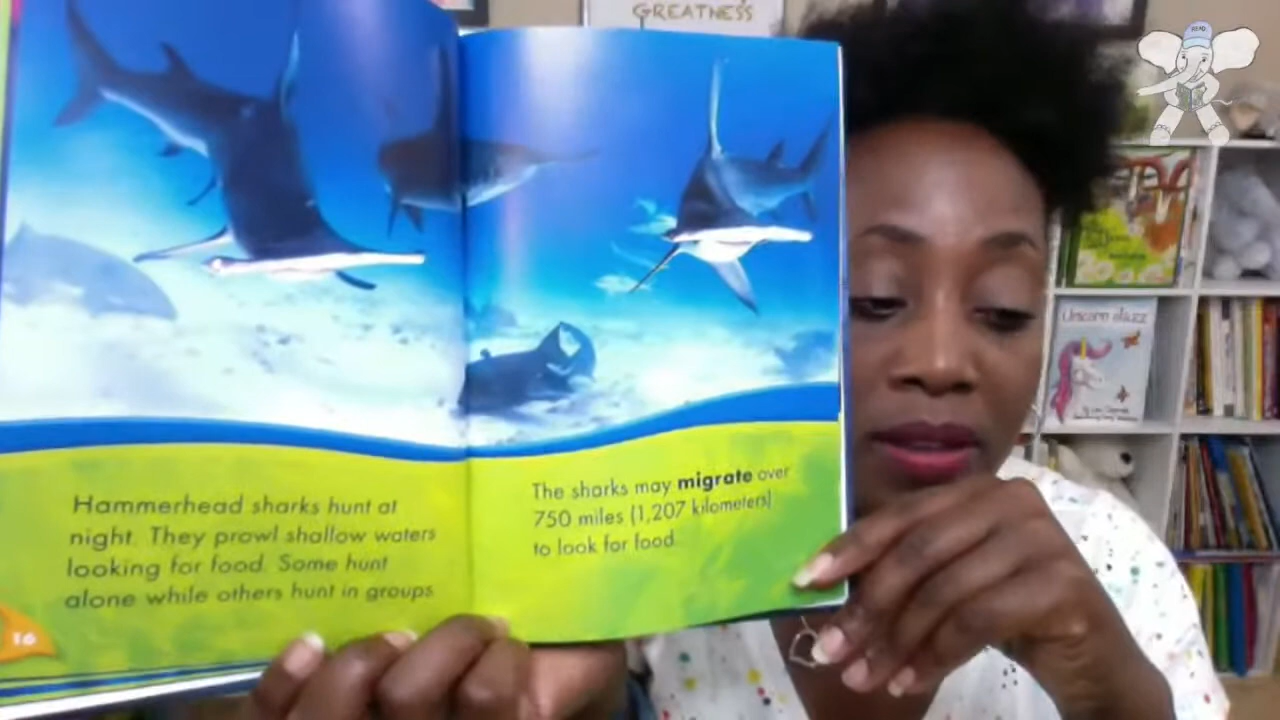 GREATNESS
READ
Hammerhead sharks hunt at
night. They prowl shallow waters
looking for food. Some hunt
alone while others hunt in groups
16
The sharks may migrate over
750 miles (1,207 kilometers)
to look for food.
Unicorn Jazz